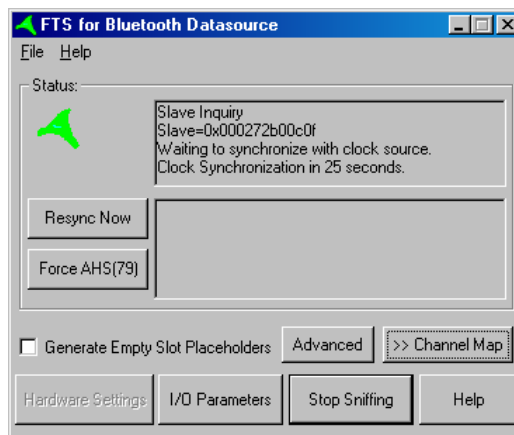 FTS for Bluetooth Datasource
File Help
Status:
Slave Inquiry
Slave=0x000272b00c0f
Waiting to synchronize with clock source.
Clock Synchronization in 25 seconds.
Resync Now
Force AHS(79)
Generate Empty Slot Placeholders
Advanced
>> Channel Map
Hardware Settings
I/O Parameters
Stop Sniffing
Help